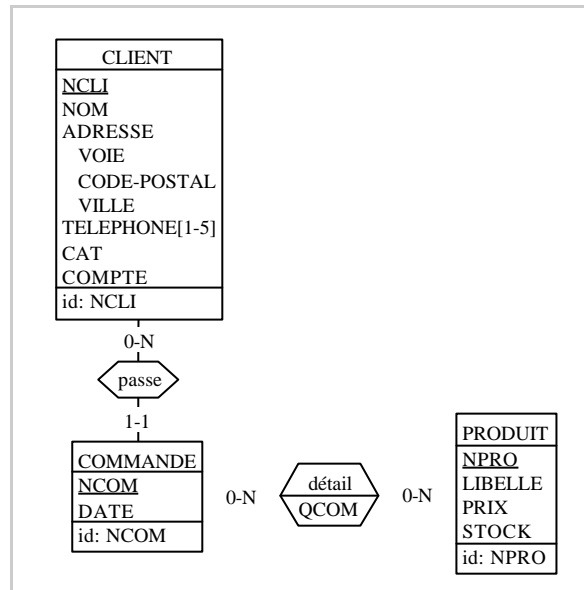 CLIENT
NCLI
NOM
ADRESSE
VOIE
CODE-POSTAL
VILLE
TELEPHONE[1-5]
CAT
COMPTE
id: NCLI
0-N
passe
1-1
COMMANDE
NCOM
DATE
id: NCOM
0-N
détail
QCOM
0-N
PRODUIT
NPRO
LIBELLE
PRIX
STOCK
id: NPRO